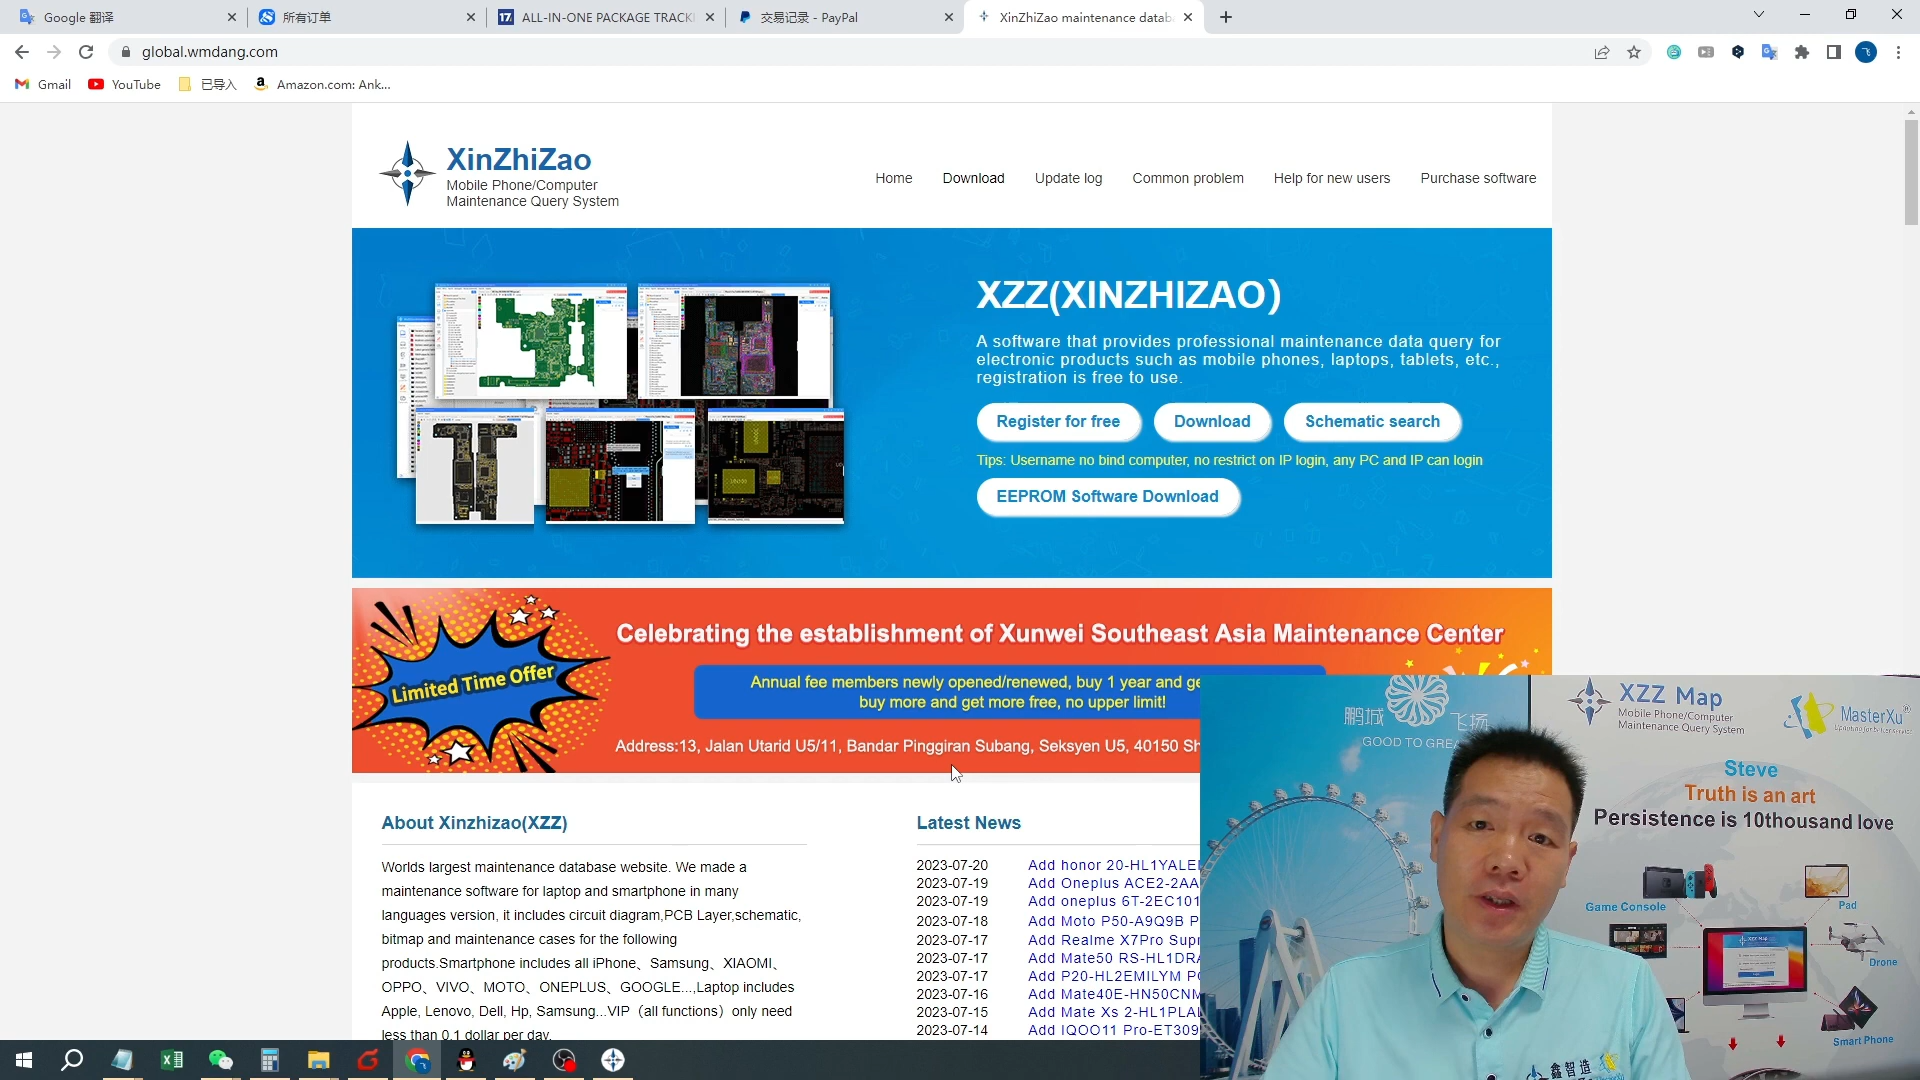 Google 翻译
所有订单
ALL-IN-ONE PACKAGE TRACK
交易记录 - PayPal
XinZhiZao maintenance datab
global.wmdang.com
Gmail
YouTube
已导入
Amazon.com: Ank...
XinZhiZao
Mobile Phone/Computer
Maintenance Query System
Home
Download
Update log
Common problem
Help for new users
Purchase software
XZZ(XINZHIZAO)
A software that provides professional maintenance data query for
electronic products such as mobile phones, laptops, tablets, etc.,
registration is free to use.
Register for free
Download
Schematic search
Tips: Username no bind computer, no restrict on IP login, any PC and IP can login
EEPROM Software Download
Limited Time Offer
Celebrating the establishment of Xunwei Southeast Asia Maintenance Center
Annual fee members newly opened/renewed, buy 1 year and ge
buy more and get more free, no upper limit!
Address:13, Jalan Utarid U5/11, Bandar Pinggiran Subang, Seksyen U5, 40150 Sh
About Xinzhizao(XZZ)
Worlds largest maintenance database website. We made a
maintenance software for laptop and smartphone in many
languages version, it includes circuit diagram,PCB Layer,schematic,
bitmap and maintenance cases for the following
products.Smartphone includes all iPhone、Samsung、XIAOMI、
OPPO、VIVO、MOTO、ONEPLUS、GOOGLE...,Laptop includes
Apple, Lenovo, Dell, Hp, Samsung...VIP（all functions）only need
less than 0.1 dollar per day.
Latest News
2023-07-20 Add honor 20-HL1YALE
2023-07-19 Add Oneplus ACE2-2AA
2023-07-19 Add oneplus 6T-2EC101
2023-07-18 Add Moto P50-A9Q9B P
2023-07-17 Add Realme X7Pro Supr
2023-07-17 Add Mate50 RS-HL1DRA
2023-07-17 Add P20-HL2EMILYM PC
2023-07-16 Add Mate40E-HN50CNM
2023-07-15 Add Mate Xs 2-HL1PLAI
2023-07-14 Add IQOO11 Pro-ET309
鹏城 飞扬
GOOD TO GREA
XZZ Map
Mobile Phone/Computer
Maintenance Query System
MasterXu®
Steve
Truth is an art
Persistence is 10thousand love
Game Console
Pad
Drone
Smart Phone
鑫智造